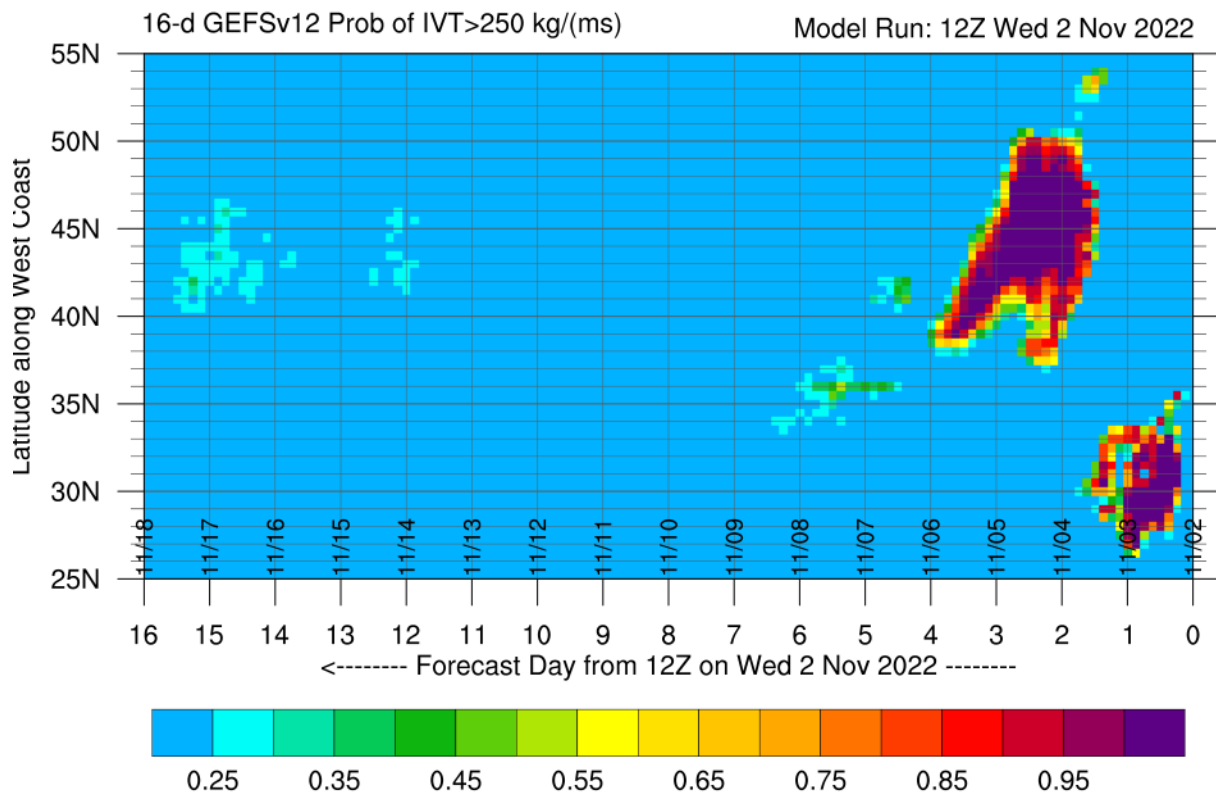 16-d GEFSv12 Prob of IVT>250 kg/(ms)
Model Run: 12Z Wed 2 Nov 2022
Latitude along West Coast
55N
50N
45N
40N
35N
30N
25N
11/18 11/17 11/16 11/15 11/14 11/13 11/12 11/11 11/10 11/09 11/08 11/07 11/06 11/05 11/04 11/03 11/02
16 15 14 13 12 11 10 9 8 7 6 5 4 3 2 1 0
<-------- Forecast Day from 12Z on Wed 2 Nov 2022 --------
0.25 0.35 0.45 0.55 0.65 0.75 0.85 0.95